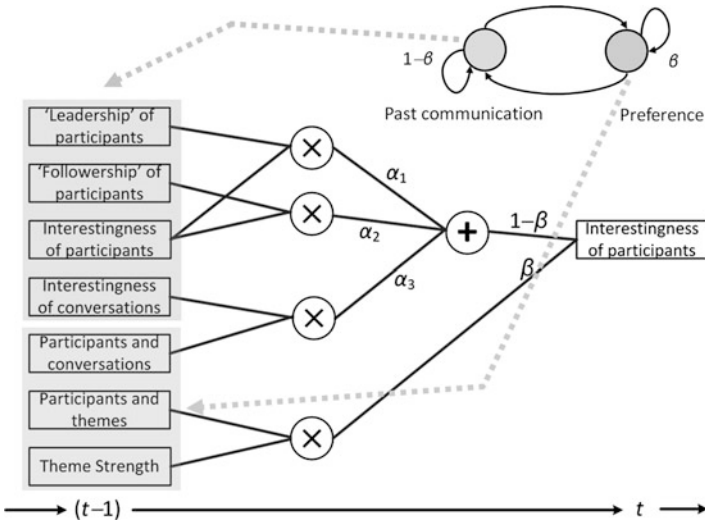 1−β
β
Past communication
Preference
'Leadership' of
participants
'Followership' of
participants
Interestingness
of participants
Interestingness
of conversations
Participants and
conversations
Participants and
themes
Theme Strength
×
×
×
×
α1
α2
α3
+
1−β
β
Interestingness
of participants
(t−1)
t